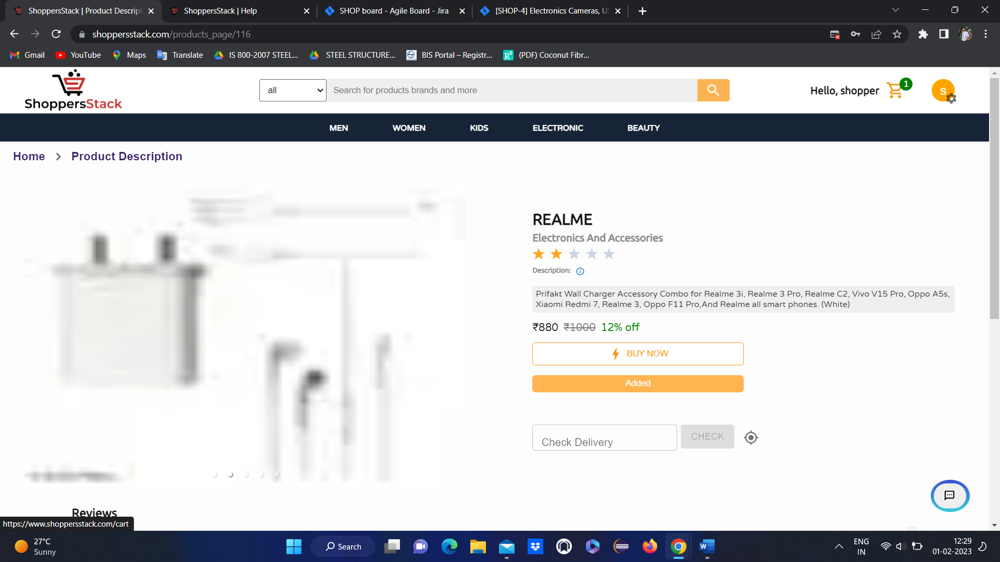 ShoppersStack | Product Descript
ShoppersStack | Help
SHOP board - Agile Board - Jira
[SHOP-4] Electronics Cameras, US
shoppersstack.com/products_page/116
Gmail
YouTube
Maps
Translate
IS 800-2007 STEEL...
STEEL STRUCTURE...
BIS Portal – Registr...
(PDF) Coconut Fibr...
ShoppersStack
all
Search for products brands and more
Hello, shopper
1
S
MEN
WOMEN
KIDS
ELECTRONIC
BEAUTY
Home > Product Description
REALME
Electronics And Accessories
Description:
Prifakt Wall Charger Accessory Combo for Realme 3i, Realme 3 Pro, Realme C2, Vivo V15 Pro, Oppo A5s,
Xiaomi Redmi 7, Realme 3, Oppo F11 Pro,And Realme all smart phones. (White)
₹880 ₹1000 12% off
BUY NOW
Added
Check Delivery
CHECK
Reviews
https://www.shoppersstack.com/cart
27°C
Sunny
Search
ENG
IN
12:29
01-02-2023